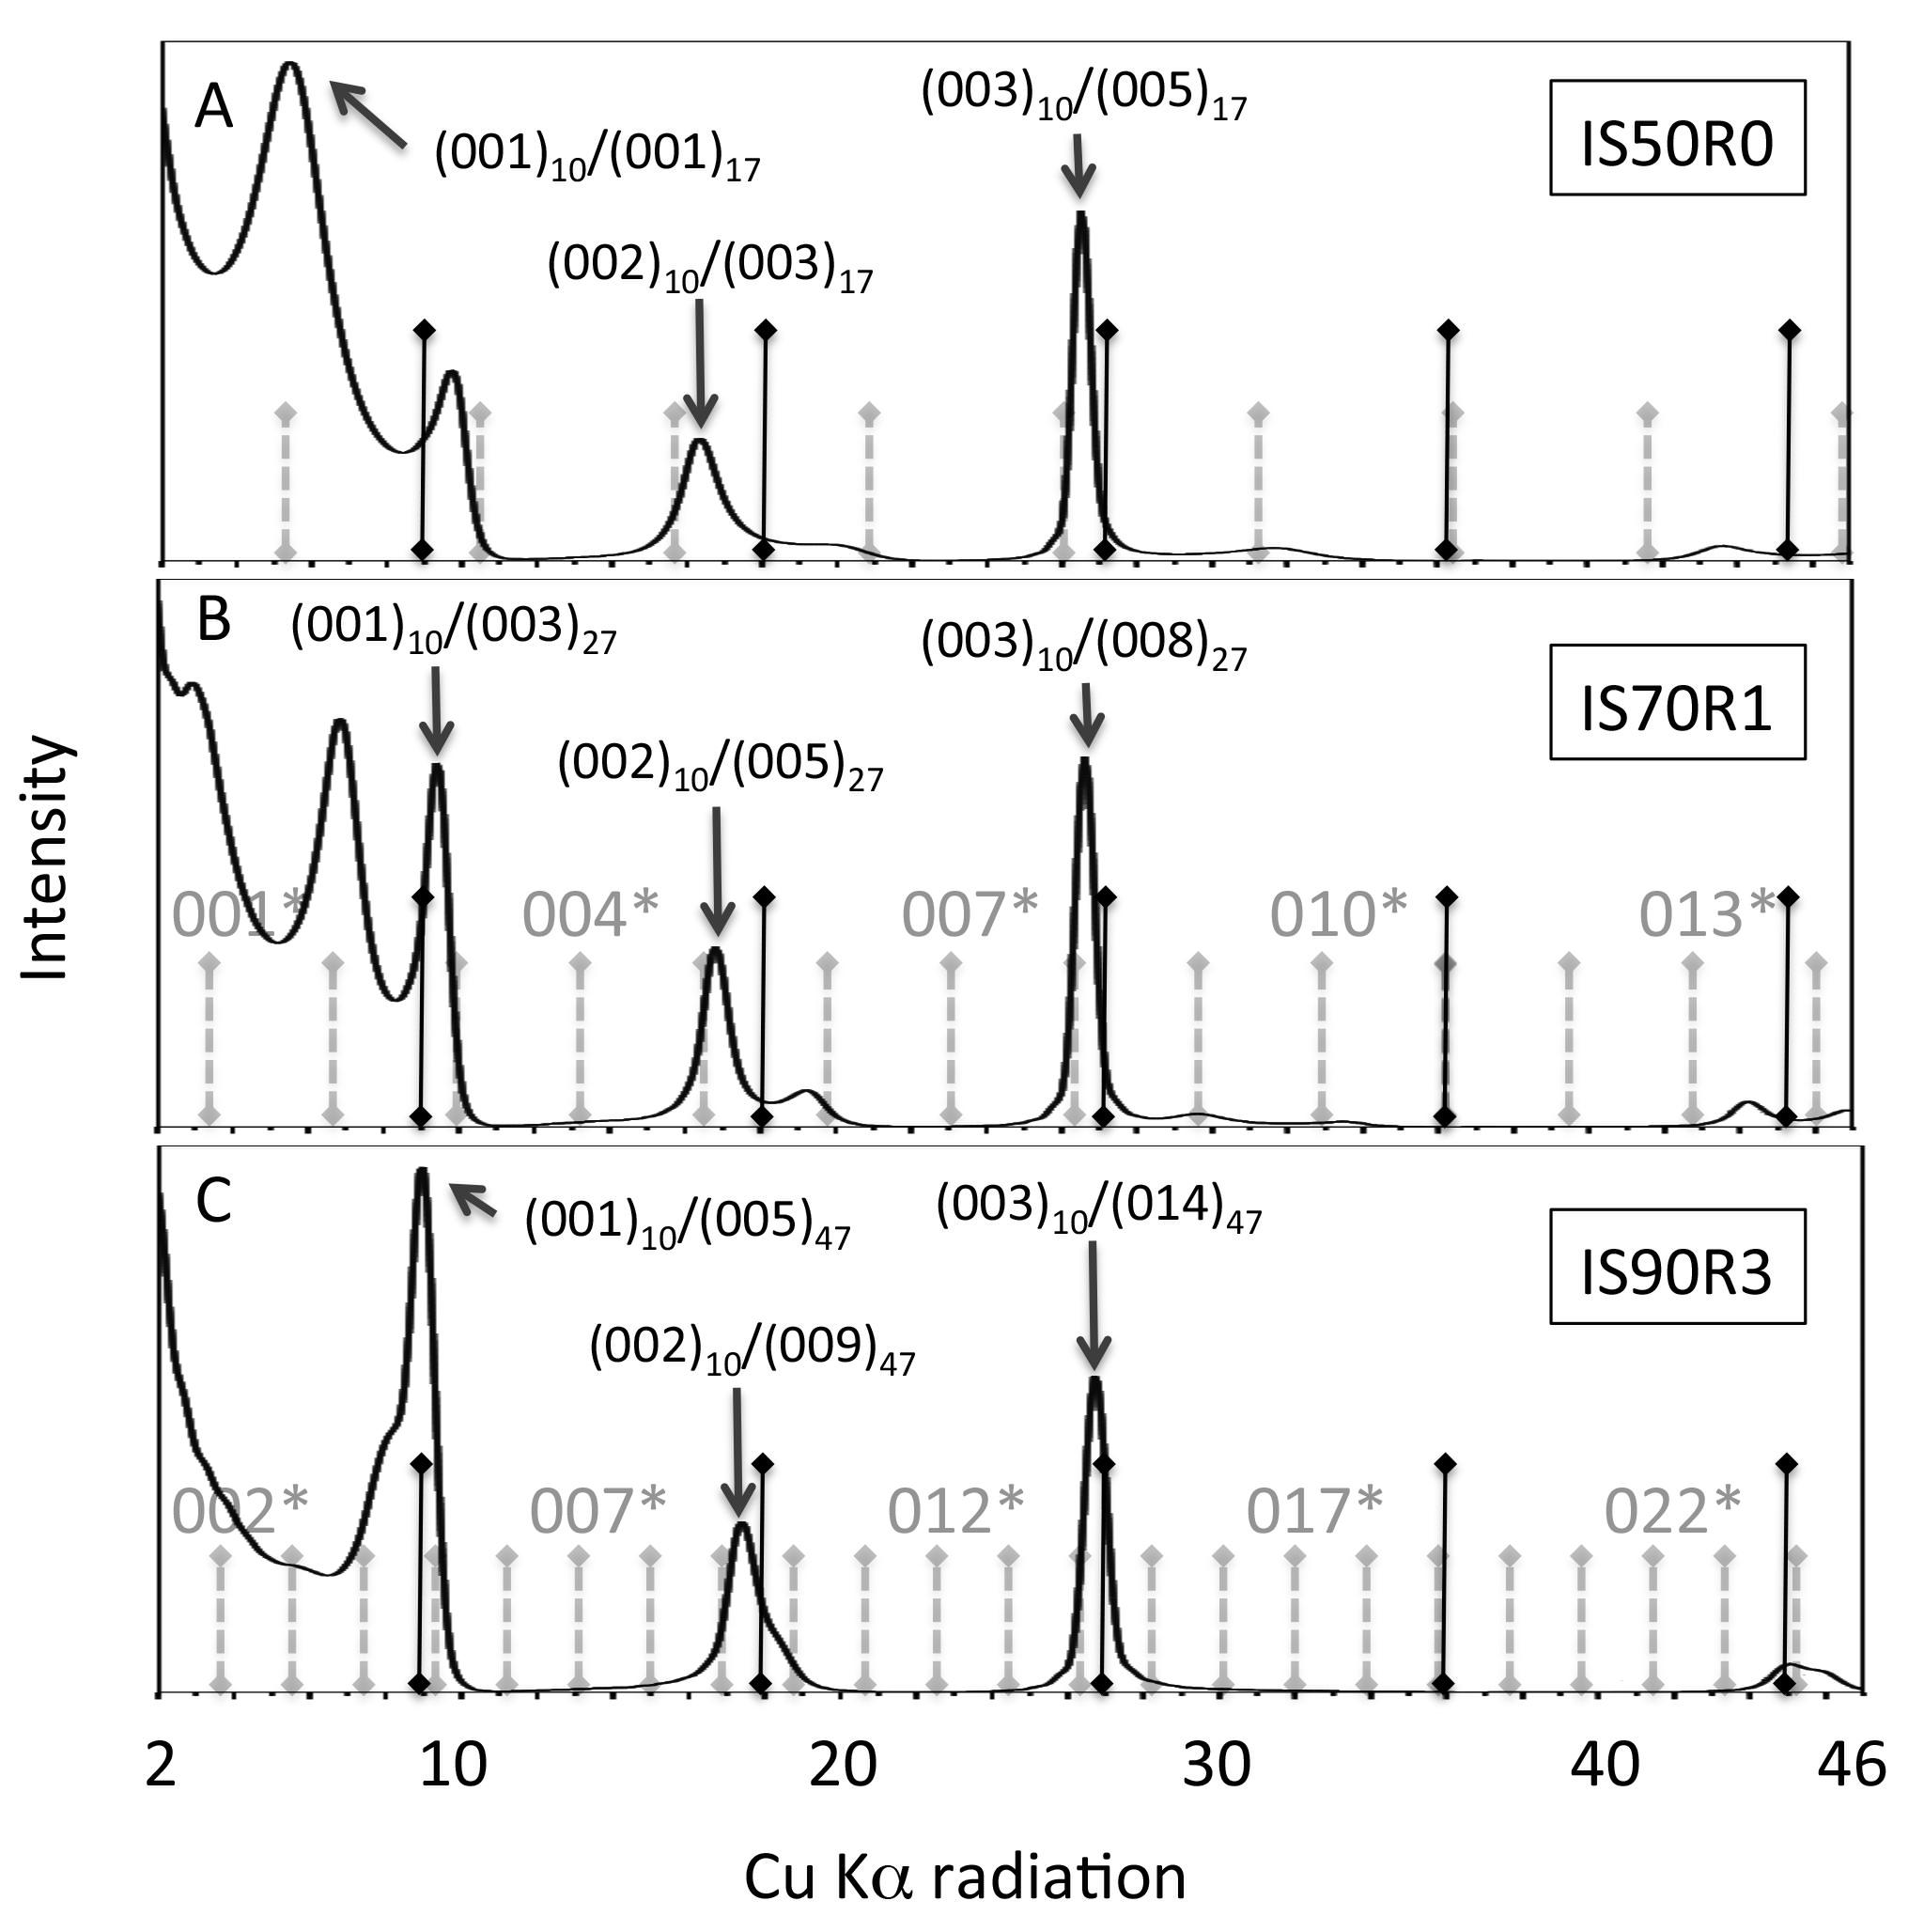 A
(001)10/(001)17
(002)10/(003)17
(003)10/(005)17
IS50R0
B
(001)10/(003)27
(002)10/(005)27
(003)10/(008)27
IS70R1
001*
004*
007*
010*
013*
C
(001)10/(005)47
(002)10/(009)47
(003)10/(014)47
IS90R3
002*
007*
012*
017*
022*
Intensity
2 10 20 30 40 46
Cu Kα radiation